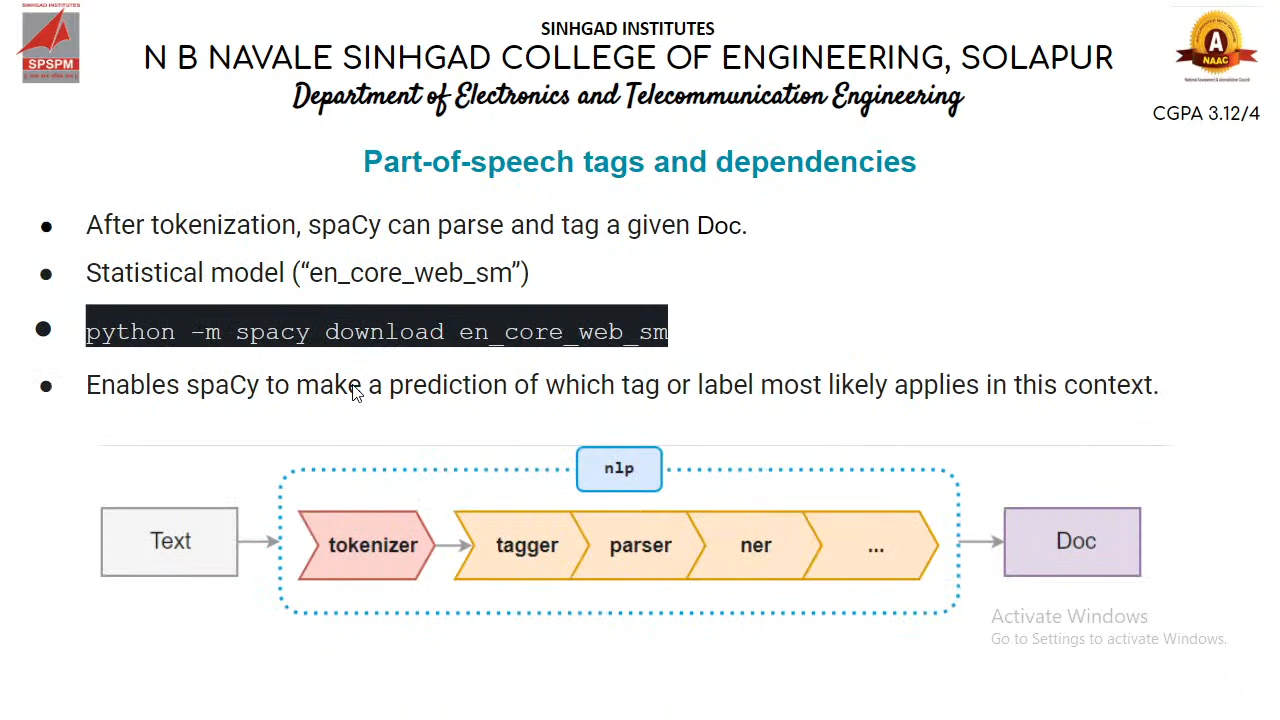 SINHGAD INSTITUTES
SPSPM
SINHGAD INSTITUTES
N B NAVALE SINHGAD COLLEGE OF ENGINEERING, SOLAPUR
Department of Electronics and Telecommunication Engineering
A
NAAC
CGPA 3.12/4
Part-of-speech tags and dependencies
● After tokenization, spaCy can parse and tag a given Doc.
● Statistical model (“en_core_web_sm”)
● python -m spacy download en_core_web_sm
● Enables spaCy to make a prediction of which tag or label most likely applies in this context.
nlp
Text
tokenizer
tagger
parser
ner
...
Doc
Activate Windows
Go to Settings to activate Windows.